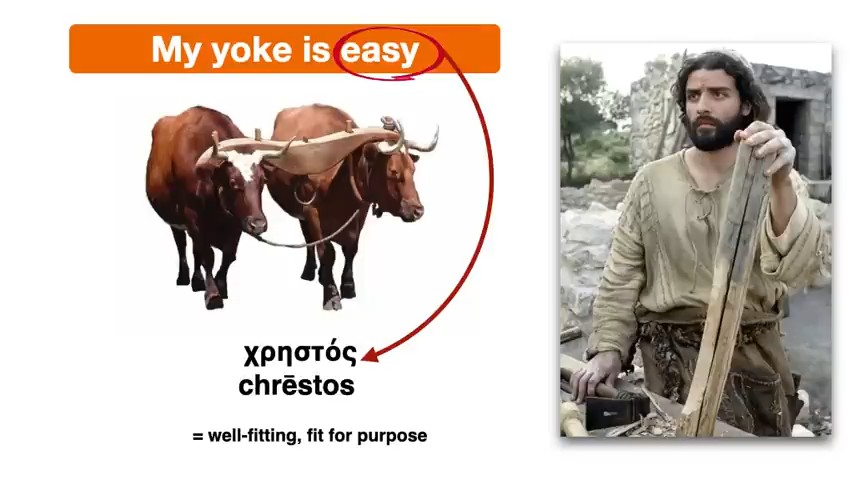 My yoke is easy
χρηστός
chrēstos
= well-fitting, fit for purpose